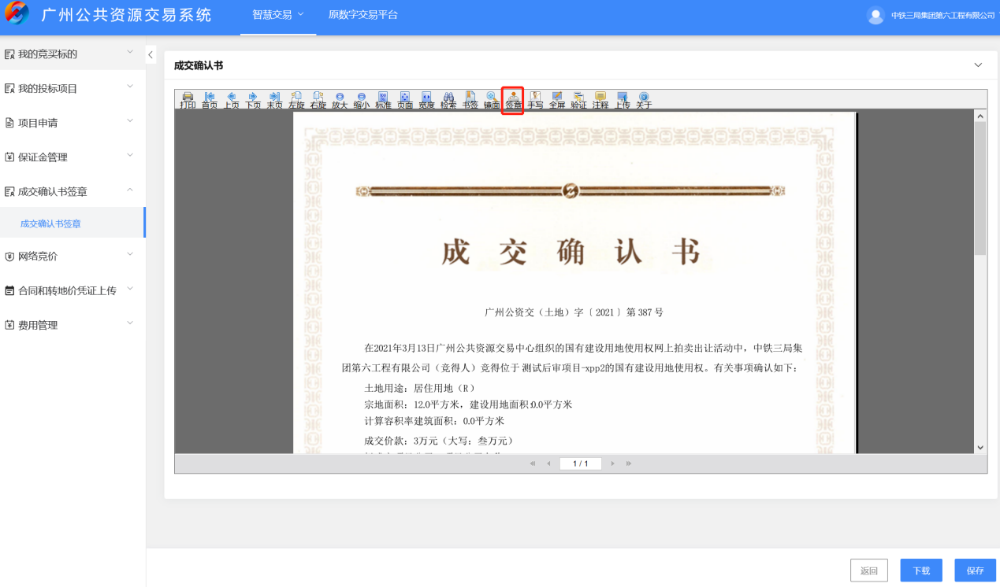 广州公共资源交易系统
智慧交易
原数字交易平台
中铁三局集团第六工程有限公司
我的竞买标的
我的投标项目
项目申请
保证金管理
成交确认书签章
成交确认书签章
网络竞价
合同和转地价凭证上传
费用管理
成交确认书
打印 首页 上页 下页 末页 左旋 右旋 放大 缩小 标准 页面 宽度 检索 书签 镜面 签章 手写 全屏 验证 注释 上传 关于
成交确认书
广州公资交（土地）字〔2021〕第387号
在2021年3月13日广州公共资源交易中心组织的国有建设用地使用权网上拍卖出让活动中，中铁三局集
团第六工程有限公司（竞得人）竞得位于 测试后审项目-xpp2的国有建设用地使用权。有关事项确认如下：
土地用途：居住用地（R）
宗地面积：12.0平方米，建设用地面积:0.0平方米
计算容积率建筑面积：0.0平方米
成交价款：3万元（大写：叁万元）
1 / 1
返回
下载
保存